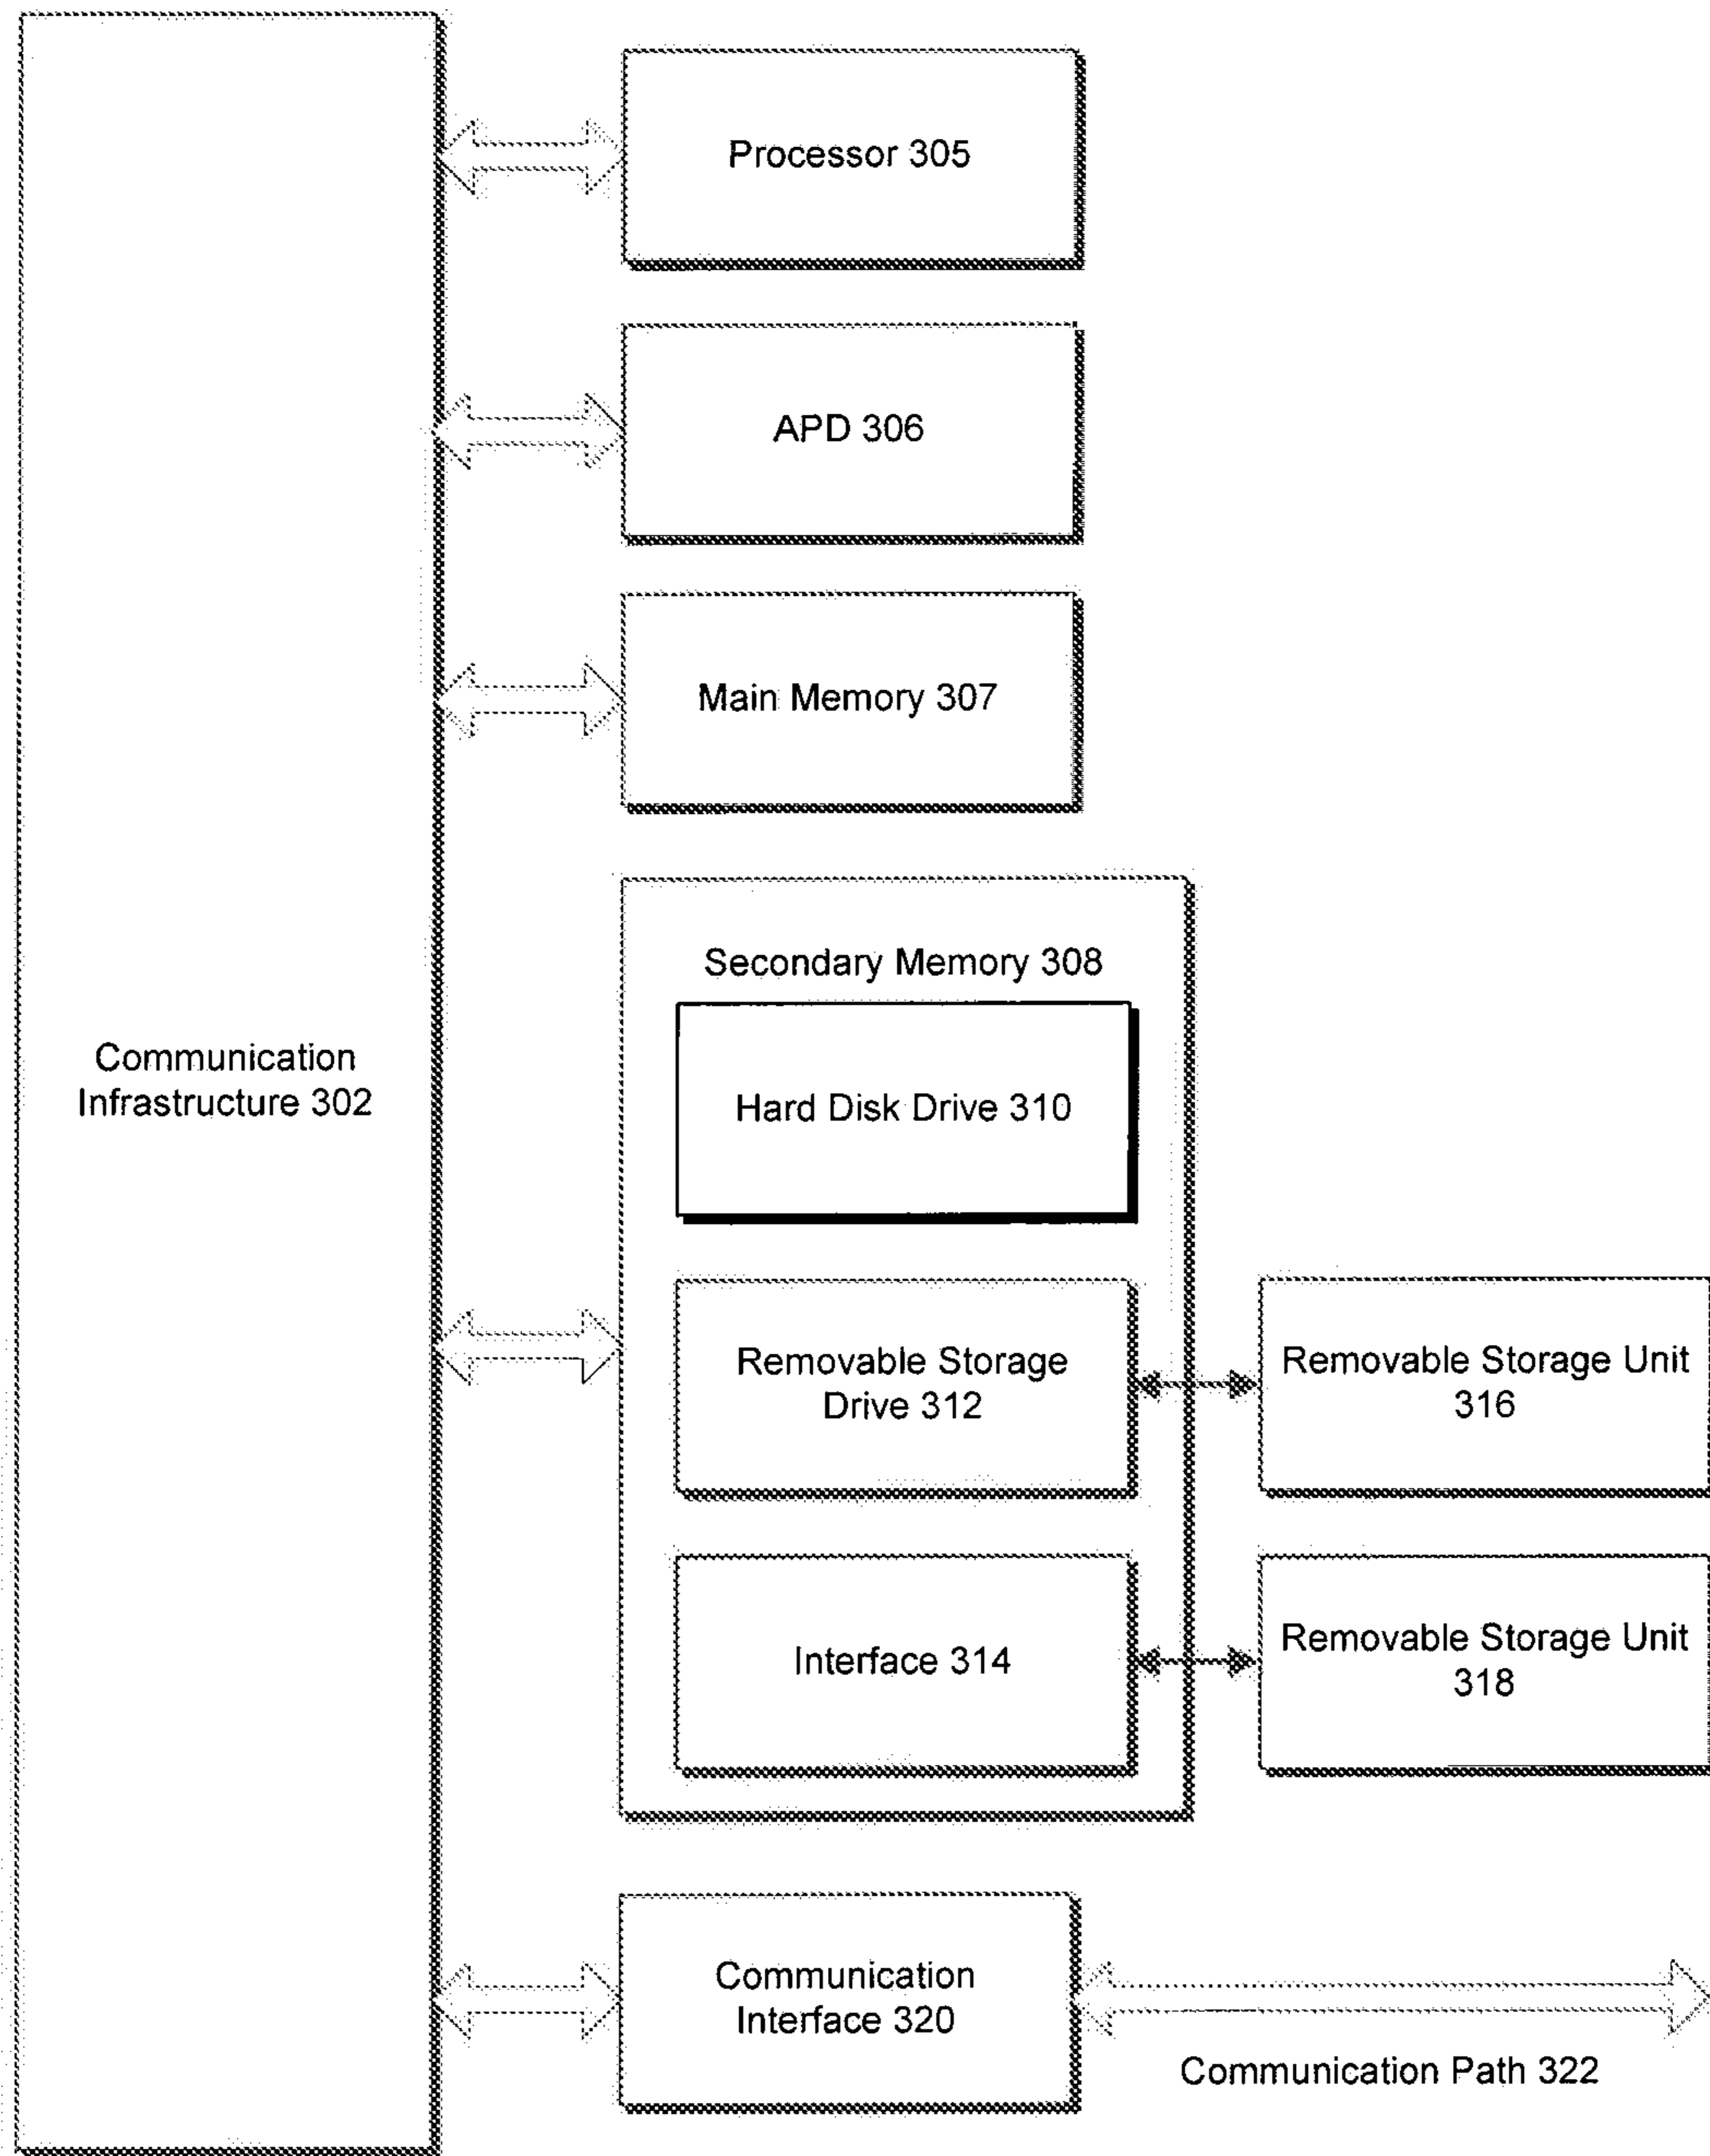 Processor 305
APD 306
Main Memory 307
Secondary Memory 308
Communication
Infrastructure 302
Hard Disk Drive 310
Removable Storage
Drive 312
Removable Storage Unit
316
Interface 314
Removable Storage Unit
318
Communication
Interface 320
Communication Path 322